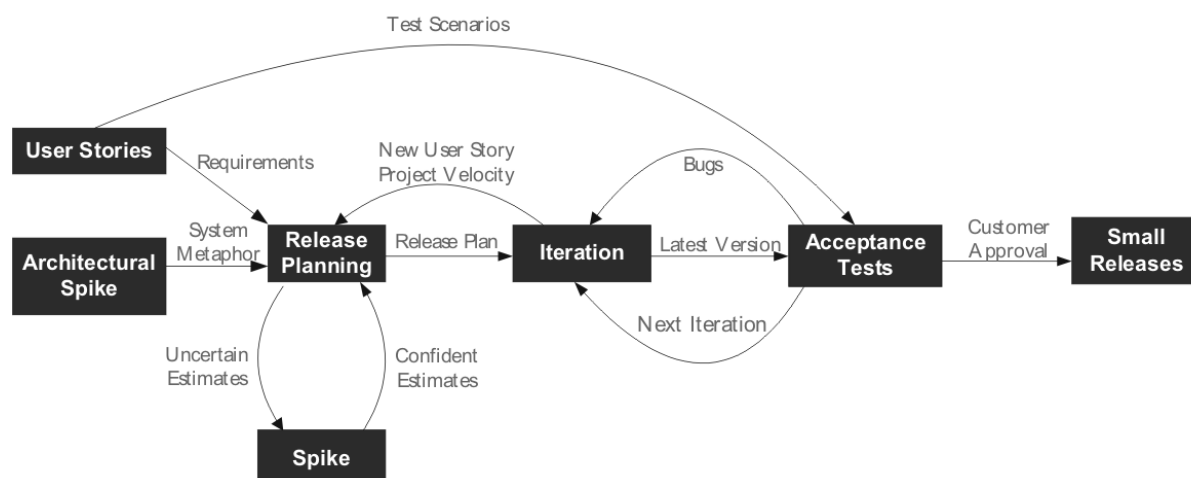 Test Scenarios
User Stories
Requirements
New User Story
Project Velocity
Bugs
Architectural
Spike
System
Metaphor
Release
Planning
Release Plan
Iteration
Latest Version
Acceptance
Tests
Customer
Approval
Small
Releases
Next Iteration
Uncertain
Estimates
Confident
Estimates
Spike